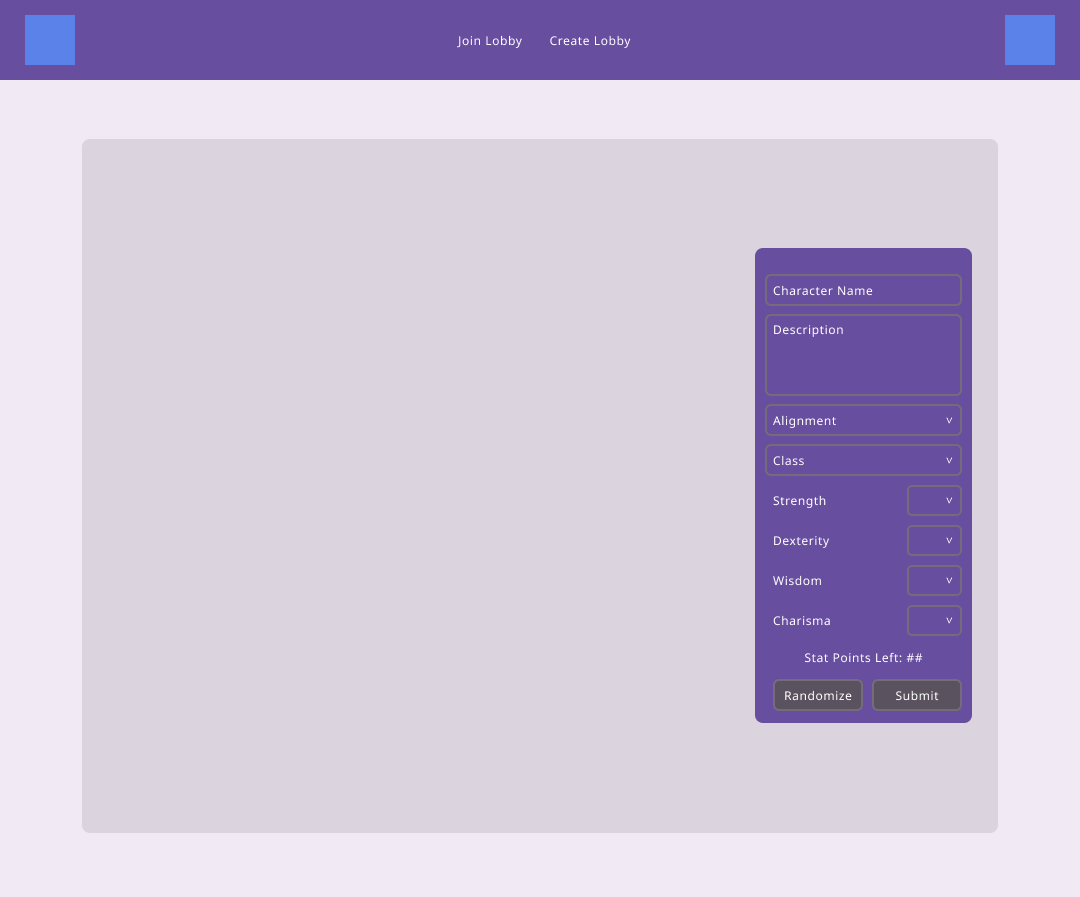 Join Lobby Create Lobby
Character Name
Description
Alignment v
Class v
Strength v
Dexterity v
Wisdom v
Charisma v
Stat Points Left: ##
Randomize Submit